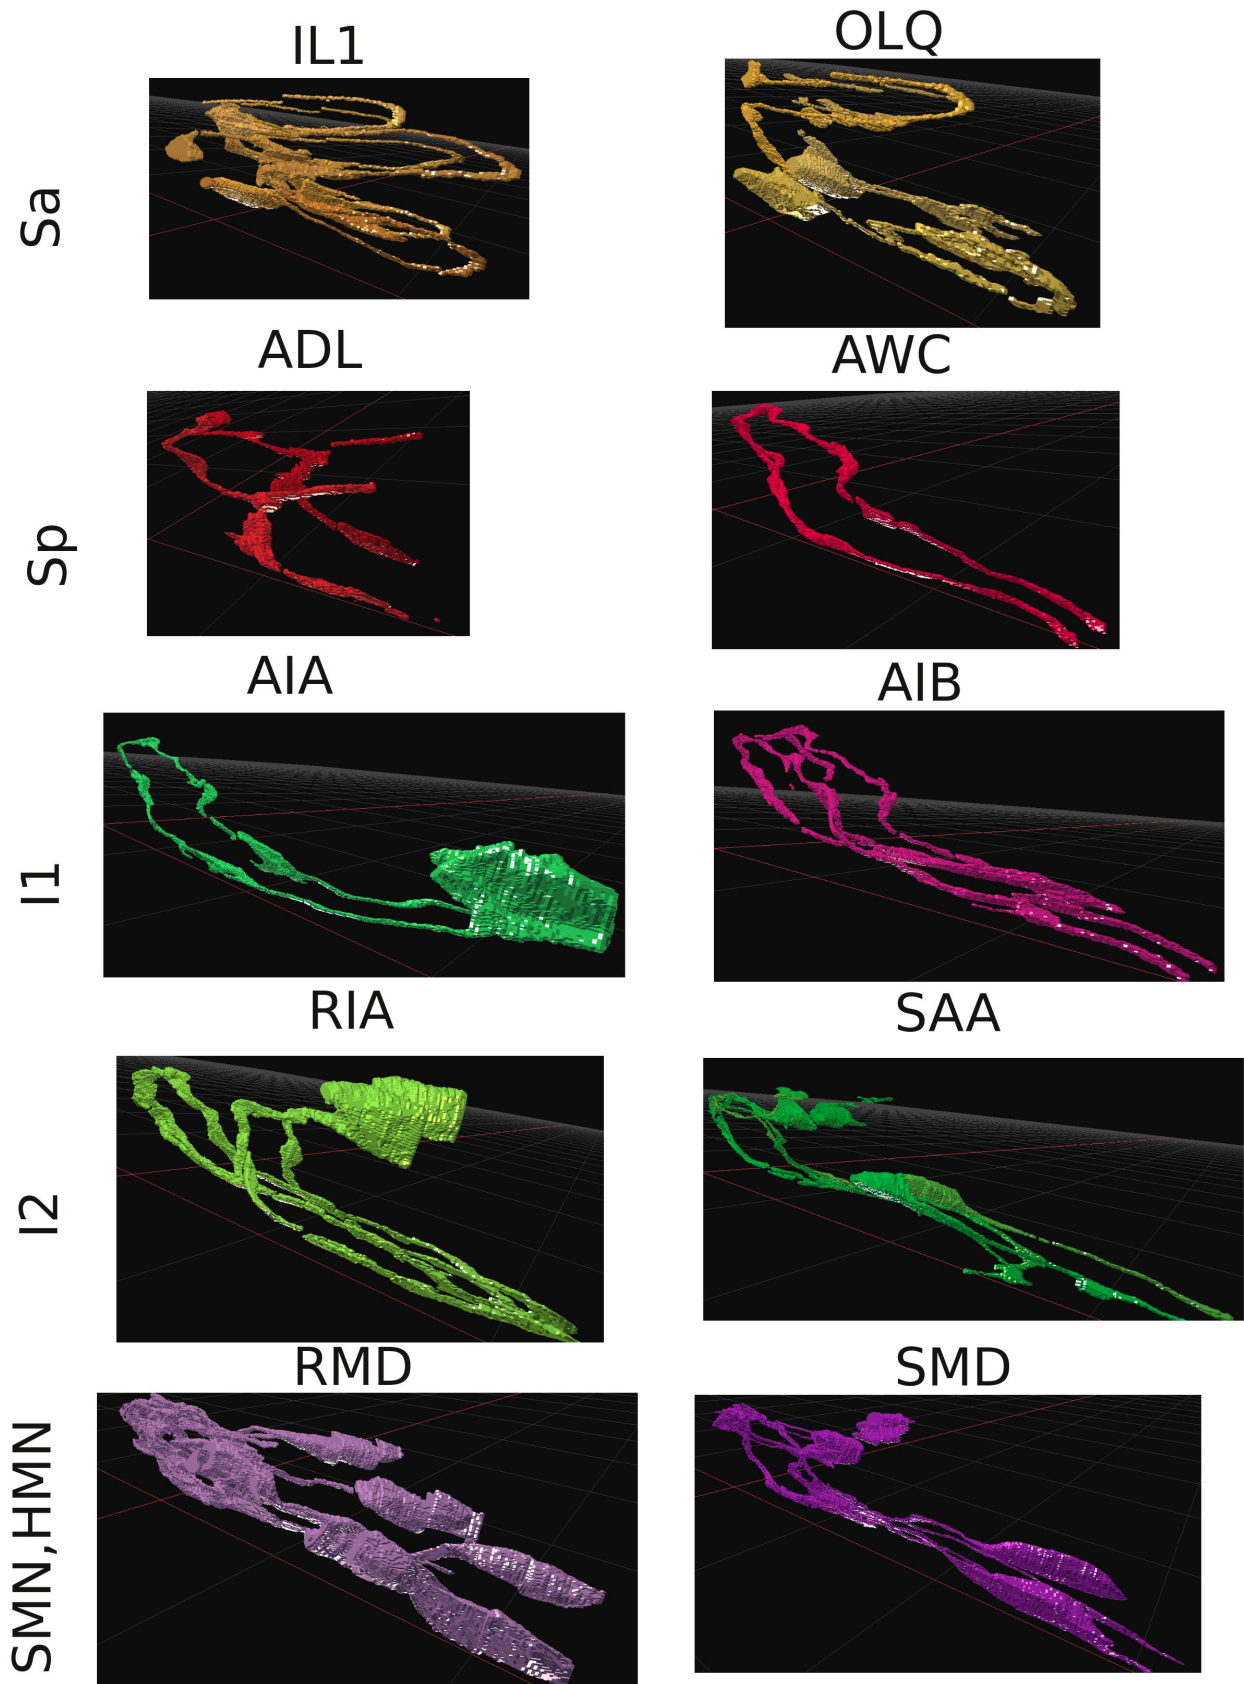 IL1
OLQ
Sa
ADL
AWC
Sp
AIA
AIB
I1
RIA
SAA
I2
RMD
SMD
SMN,HMN